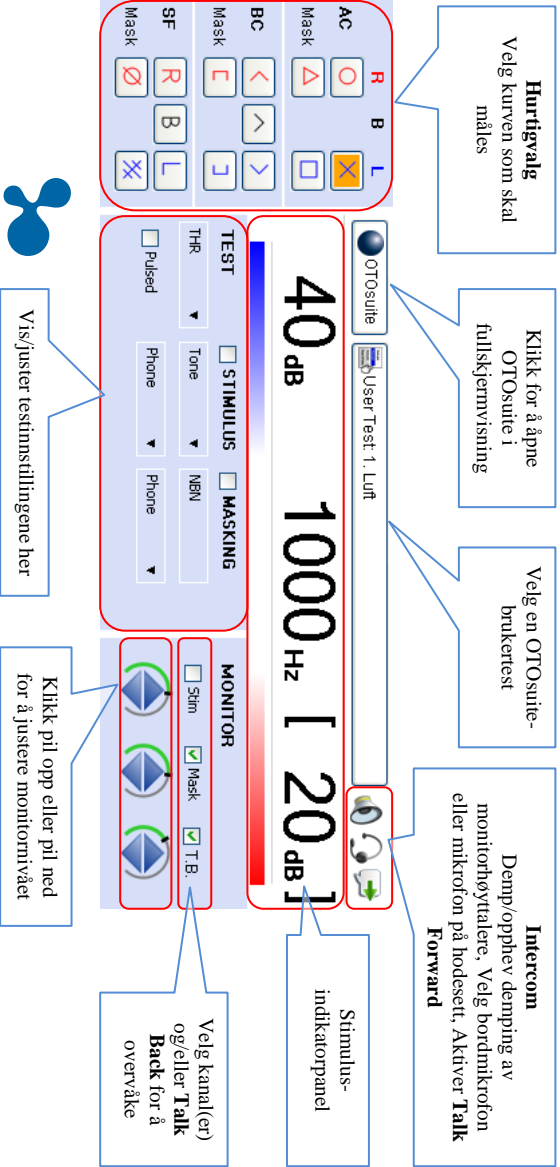 Hurtigvalg
Velg kurven som skal
måles
Klikk for å åpne
OTOsuite i
fullskjermvisning
Velg en OTOsuite-
brukertest
Intercom
Demp/opphev demping av
monitorhøyttalere, Velg bordmikrofon
eller mikrofon på hodesett, Aktiver Talk
Forward
R B L
AC
Mask
BC
Mask
SF
R B L
Mask
OTOsuite
User Test: 1. Luft
40 dB 1000 Hz [ 20 dB ]
TEST STIMULUS MASKING
THR Tone NBN
Pulsed Phone Phone
MONITOR
Stim Mask T.B.
Stimulus-
indikatorpanel
Vis/juster testinnstillingene her
Klikk pil opp eller pil ned
for å justere monitornivået
Velg kanal(er)
og/eller Talk
Back for å
overvåke